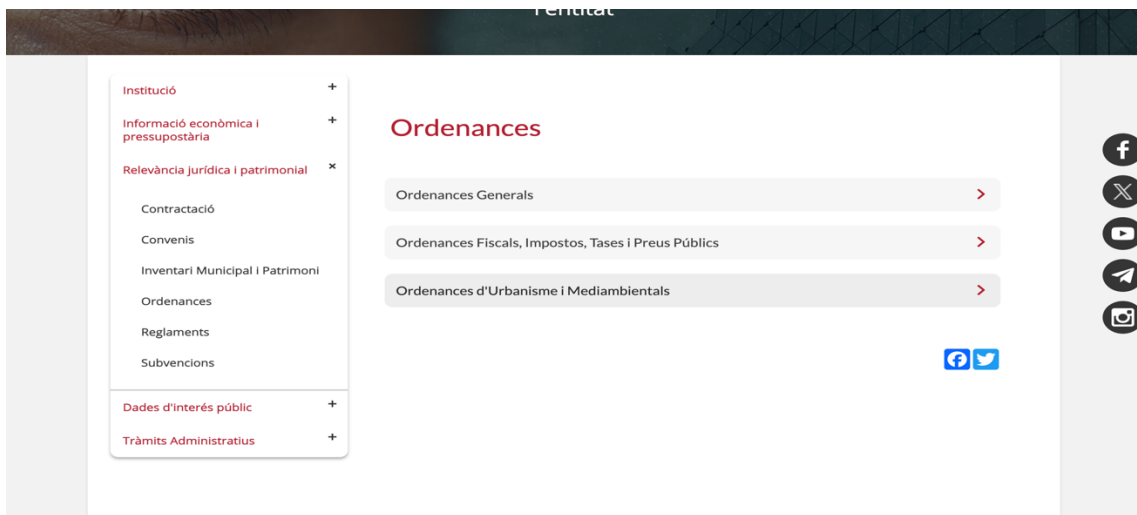 l'entitat
Institució
Informació econòmica i
pressupostària
Relevància jurídica i patrimonial
Contractació
Convenis
Inventari Municipal i Patrimoni
Ordenances
Reglaments
Subvencions
Dades d'interés públic
Tràmits Administratius
Ordenances
Ordenances Generals
Ordenances Fiscals, Impostos, Tases i Preus Públics
Ordenances d'Urbanisme i Mediambientals